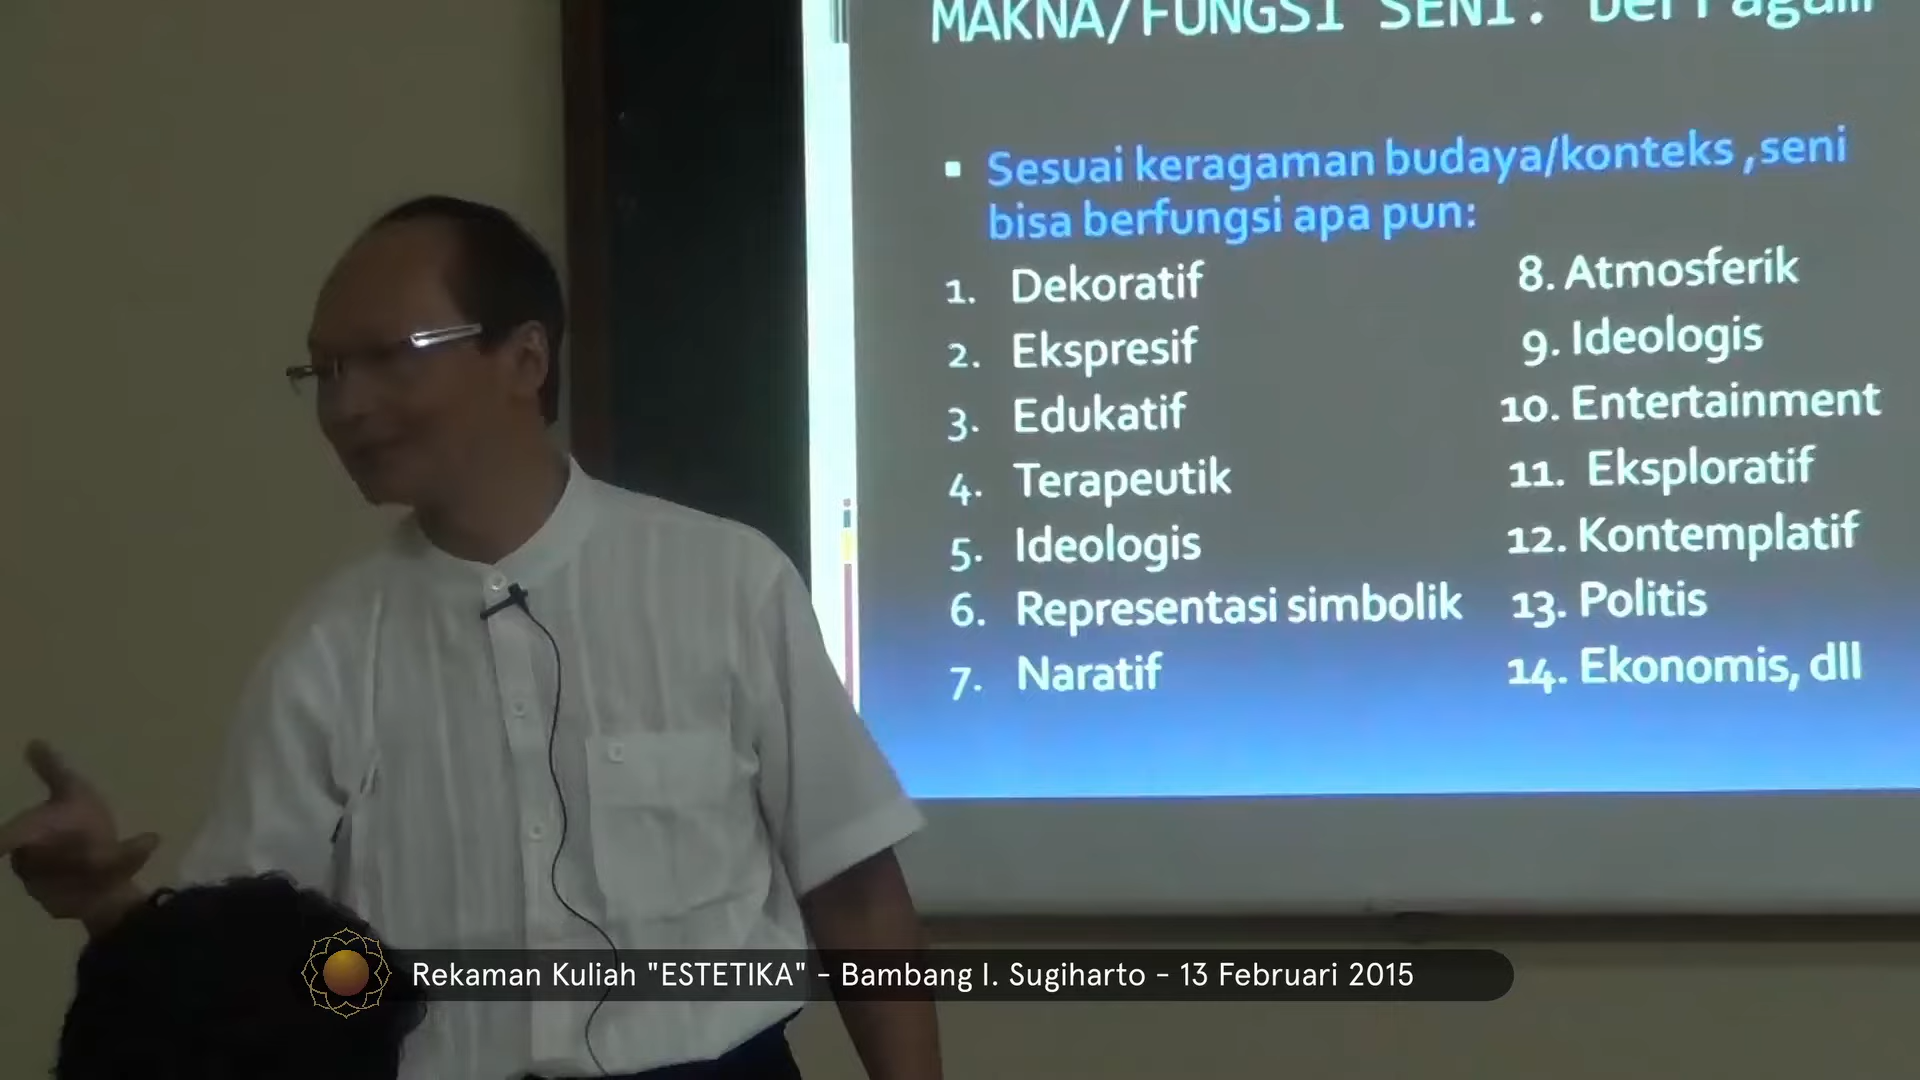 MAKNA/FUNGSI SENI: beragam
▪ Sesuai keragaman budaya/konteks ,seni
bisa berfungsi apa pun:
1. Dekoratif
2. Ekspresif
3. Edukatif
4. Terapeutik
5. Ideologis
6. Representasi simbolik
7. Naratif
8. Atmosferik
9. Ideologis
10. Entertainment
11. Eksploratif
12. Kontemplatif
13. Politis
14. Ekonomis, dll
Rekaman Kuliah "ESTETIKA" - Bambang I. Sugiharto - 13 Februari 2015